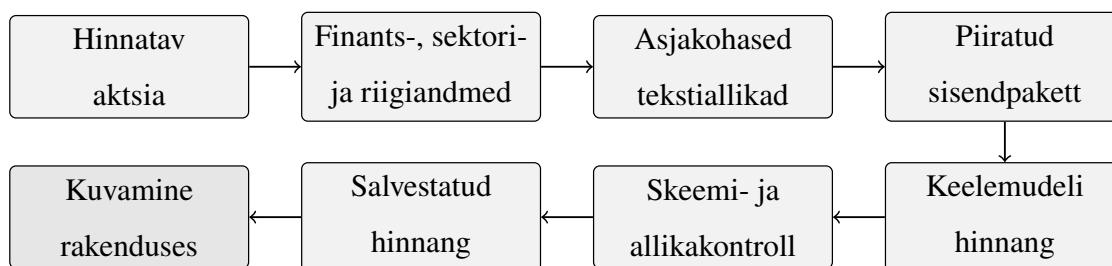 Hinnatav
aktsia
Finants-, sektori-
ja riigiandmed
Asjakohased
tekstiallikad
Piiratud
sisendpakett
Keelemudeli
hinnang
Skeemi- ja
allikakontroll
Salvestatud
hinnang
Kuvamine
rakenduses